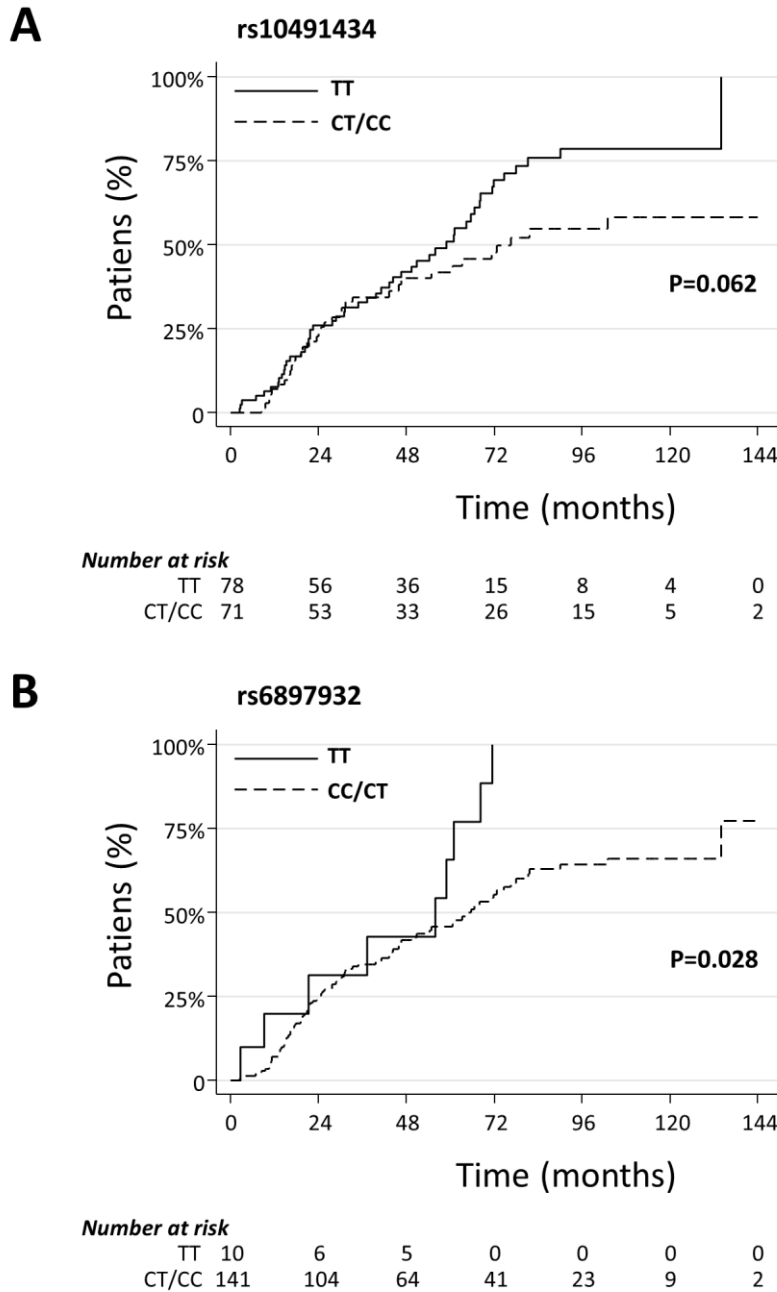 A
rs10491434
100%
TT
CT/CC
75%
50%
25%
0
Patiens (%)
P=0.062
0 24 48 72 96 120 144
Time (months)
Number at risk
TT 78 56 36 15 8 4 0
CT/CC 71 53 33 26 15 5 2
B
rs6897932
100%
TT
CC/CT
75%
50%
25%
0
Patiens (%)
P=0.028
0 24 48 72 96 120 144
Time (months)
Number at risk
TT 10 6 5 0 0 0 0
CT/CC 141 104 64 41 23 9 2